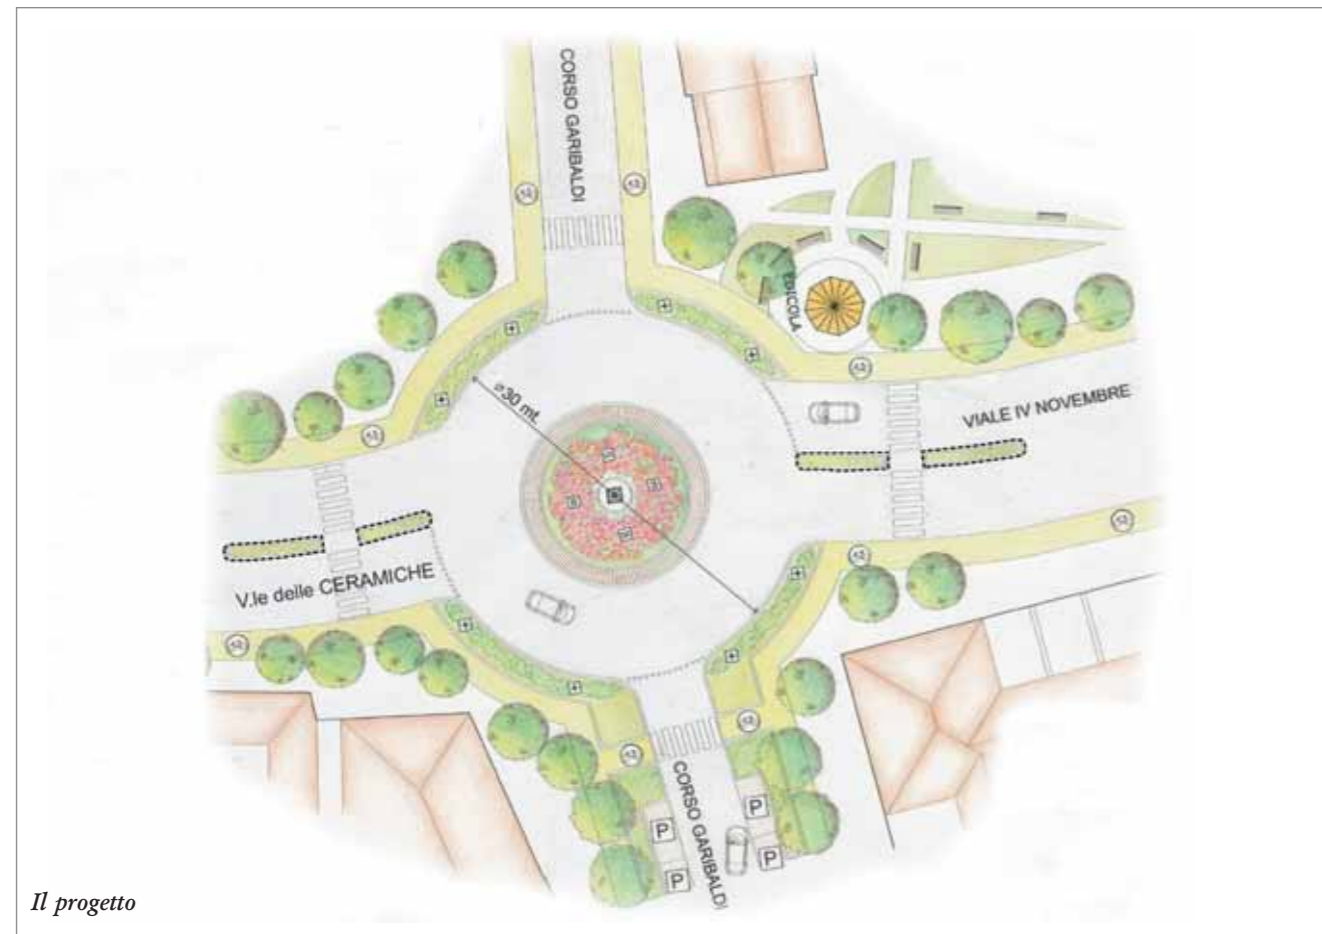 CORSO GARIBALDI
EDICOLA
ø30 mt.
VIALE IV NOVEMBRE
V.le delle CERAMICHE
CORSO GARIBALDI
P
P
P
P
Il progetto